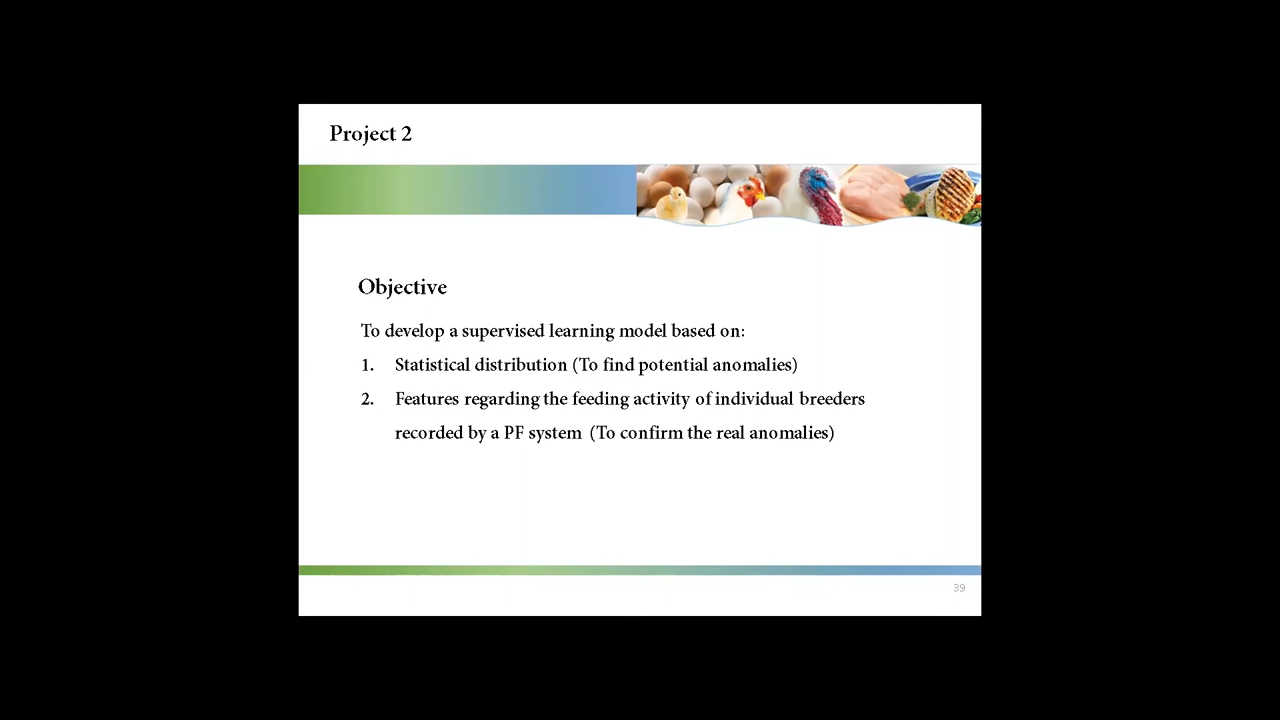 Project 2
Objective
To develop a supervised learning model based on:
1. Statistical distribution (To find potential anomalies)
2. Features regarding the feeding activity of individual breeders
recorded by a PF system (To confirm the real anomalies)
39